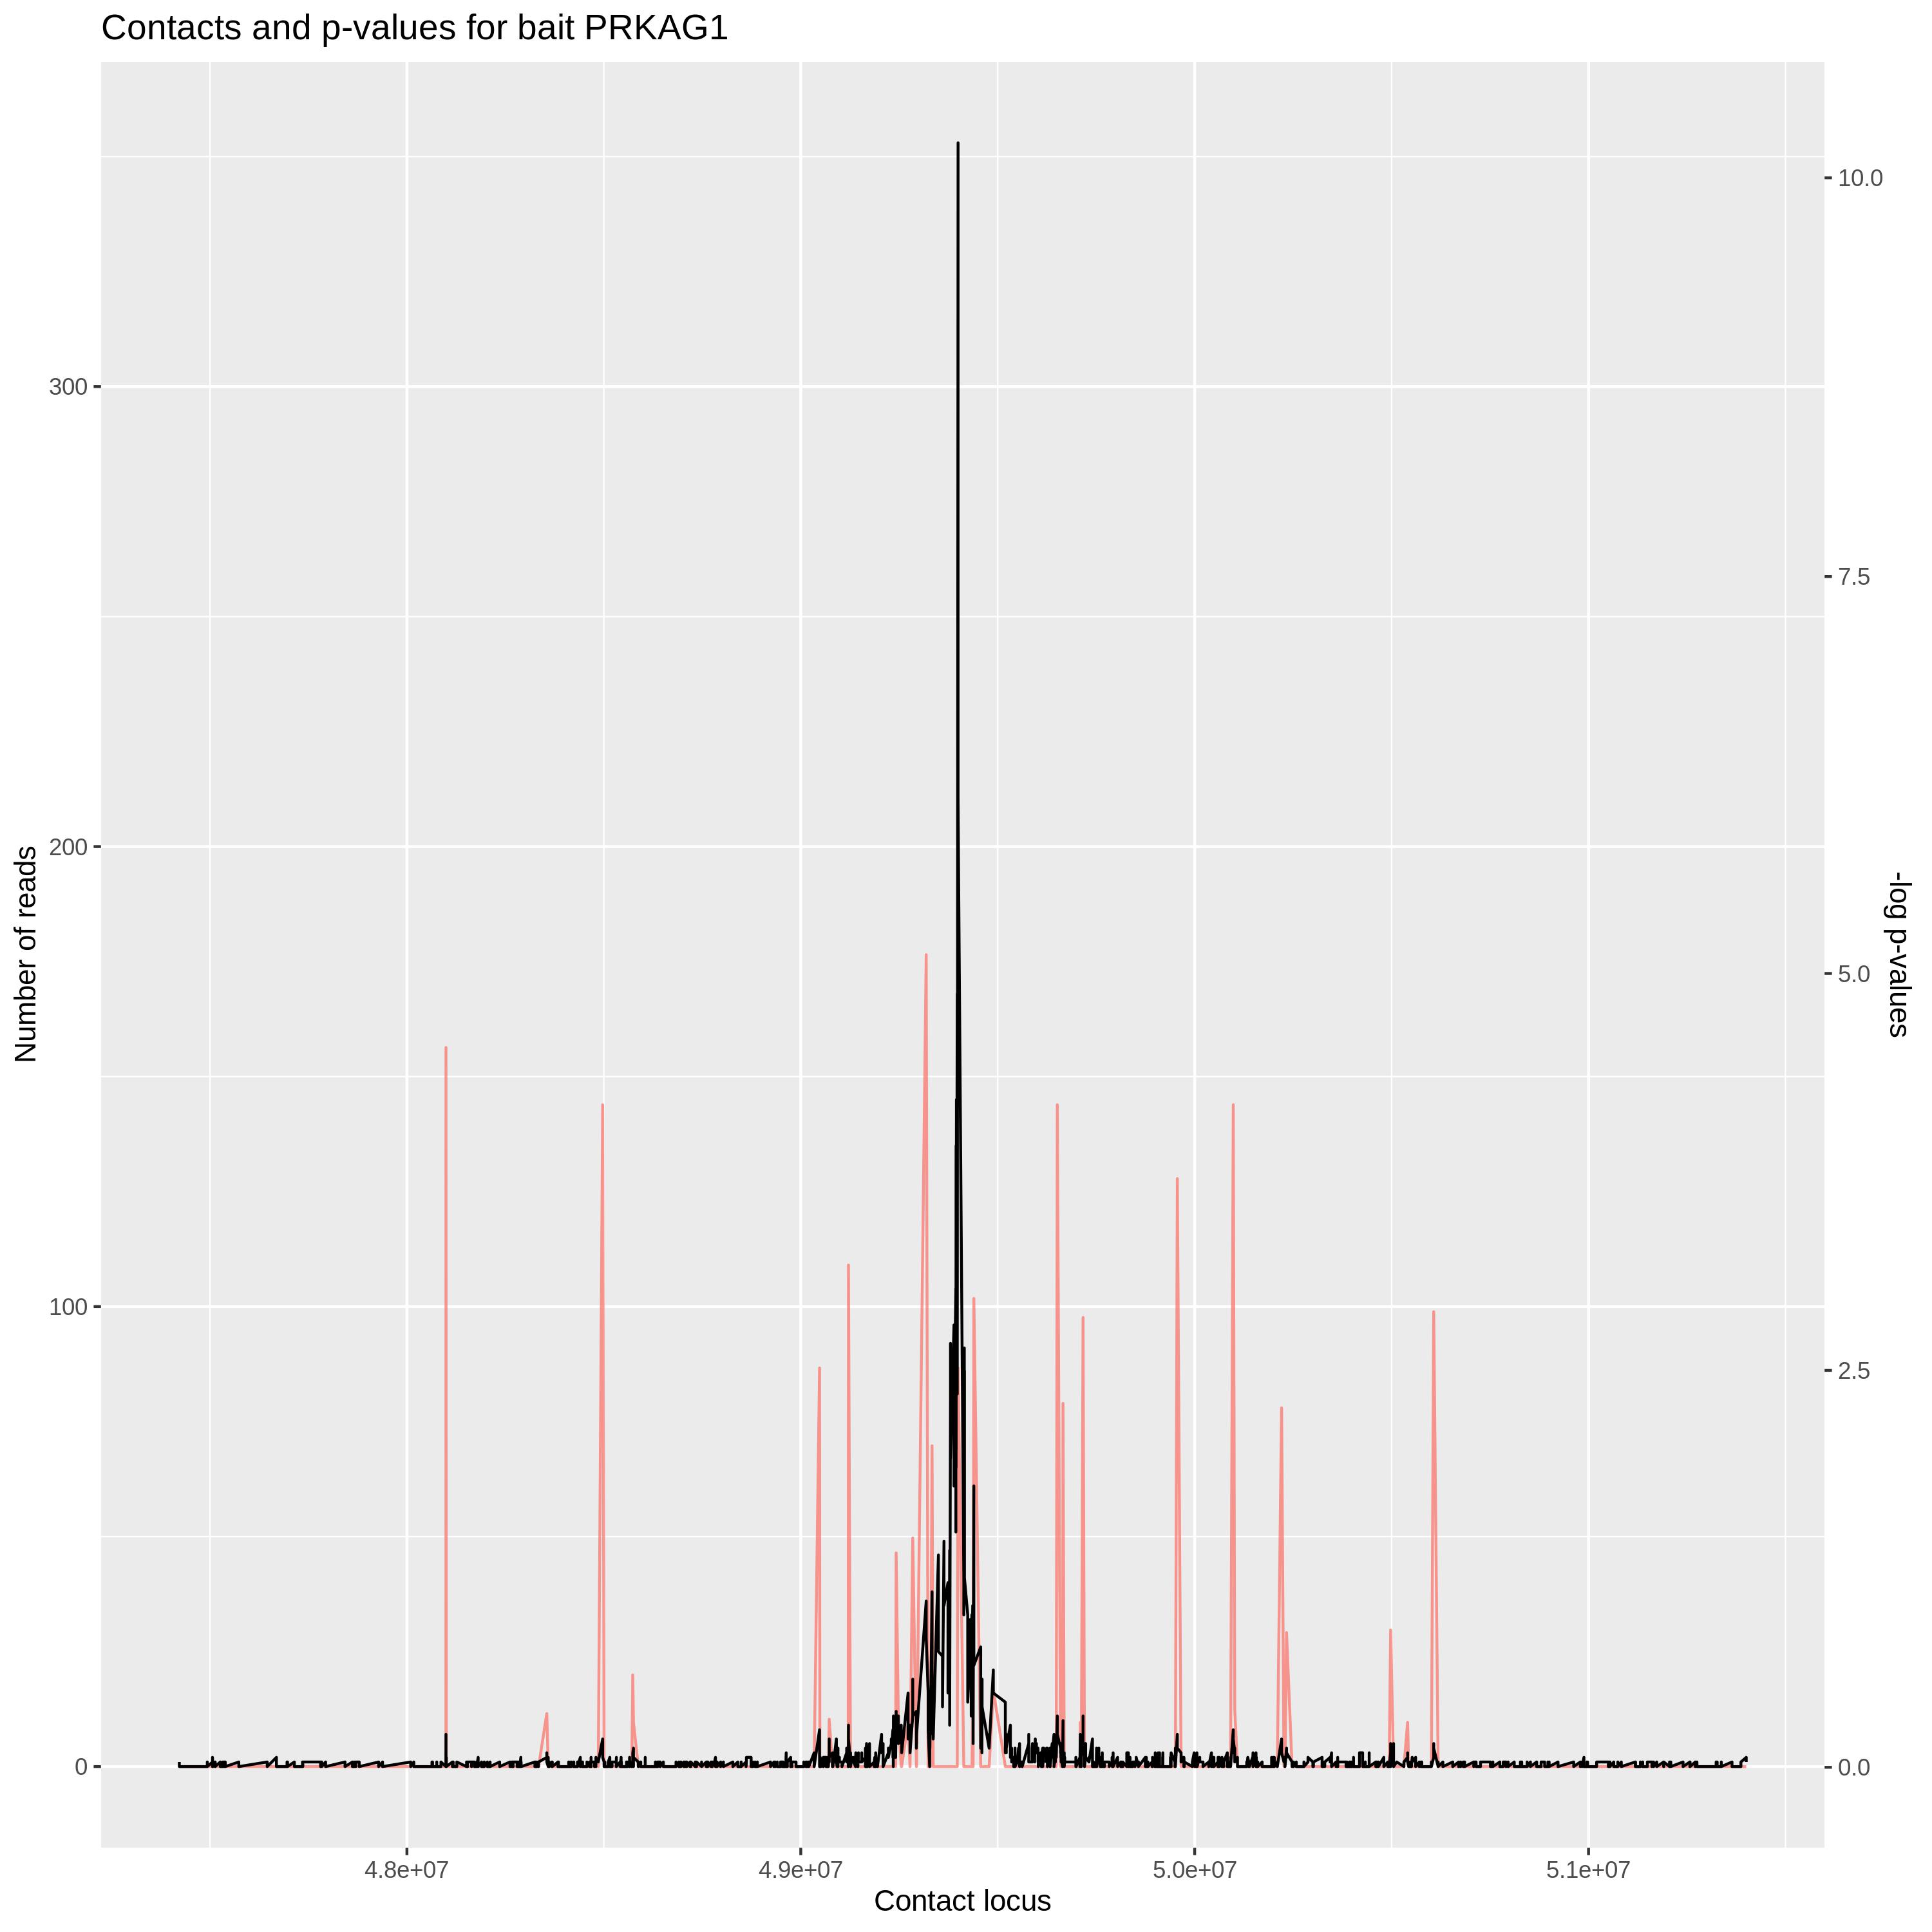 Contacts and p-values for bait PRKAG1
Number of reads
300
200
100
0
10.0
7.5
5.0
2.5
0.0
-log p-values
4.8e+07
4.9e+07
5.0e+07
5.1e+07
Contact locus